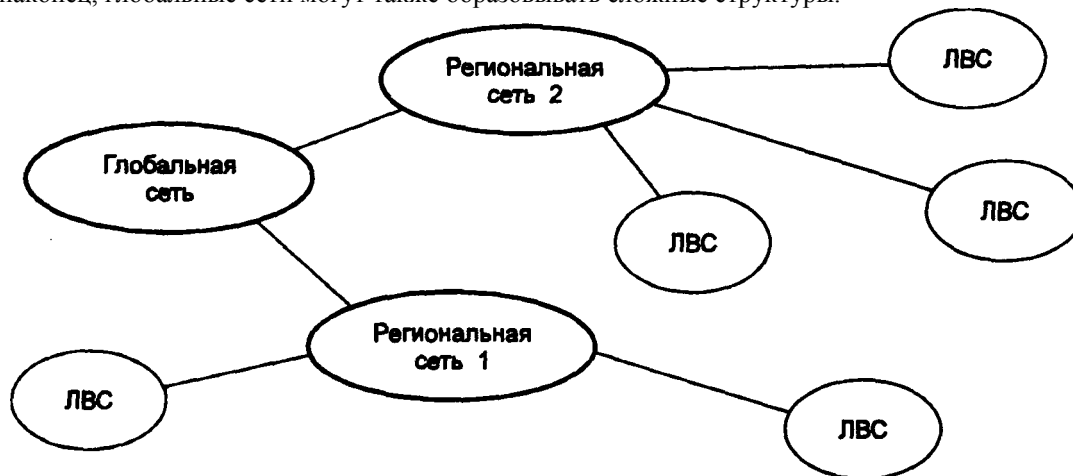 наконец, глобальные сети могут также образовывать сложные структуры.
Региональная
сеть 2
ЛВС
Глобальная
сеть
ЛВС
ЛВС
Региональная
сеть 1
ЛВС
ЛВС